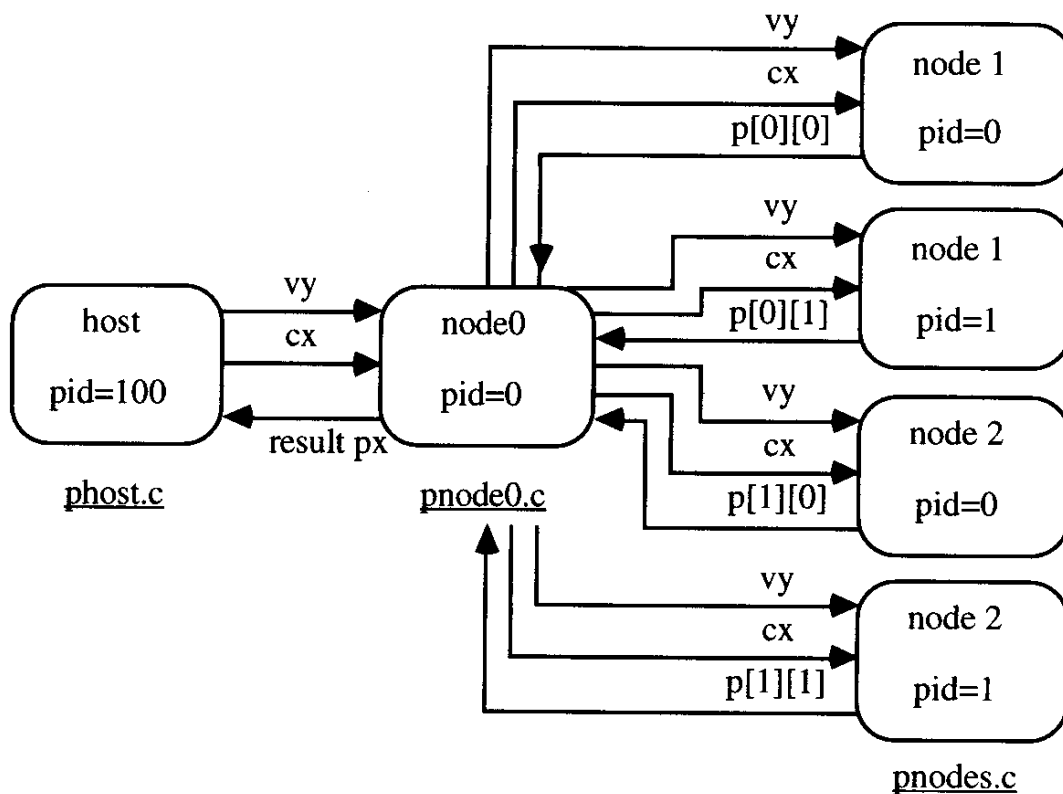 vy
cx
p[0][0]
node 1
pid=0
vy
cx
p[0][1]
node 1
pid=1
host
pid=100
phost.c
vy
cx
result px
node0
pid=0
pnode0.c
vy
cx
p[1][0]
node 2
pid=0
vy
cx
p[1][1]
node 2
pid=1
pnodes.c